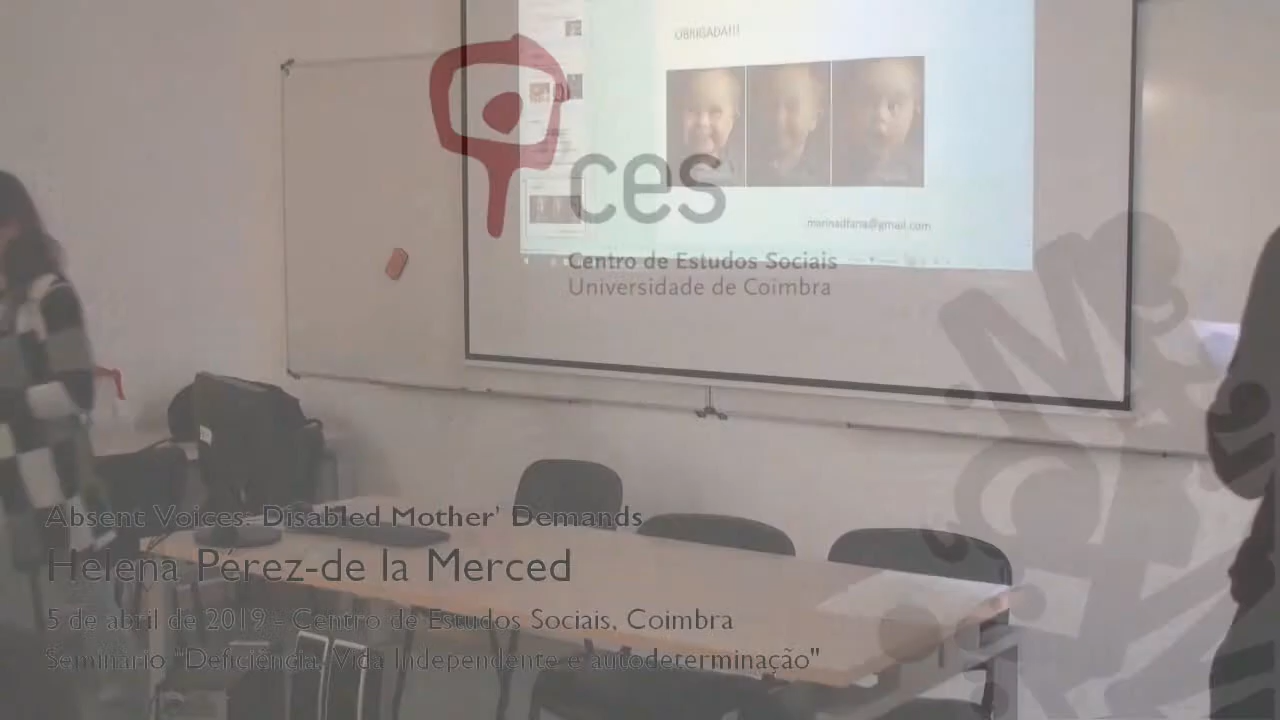 OBRIGADA!!!
ces
marinadfaria@gmail.com
Centro de Estudos Sociais
Universidade de Coimbra
Absent Voices- Disabled Mother' Demands
Helena Pérez-de la Merced
5 de abril de 2019 - Centro de Estudos Sociais, Coimbra
Seminário "Deficiência, Vida Independente e autodeterminação"